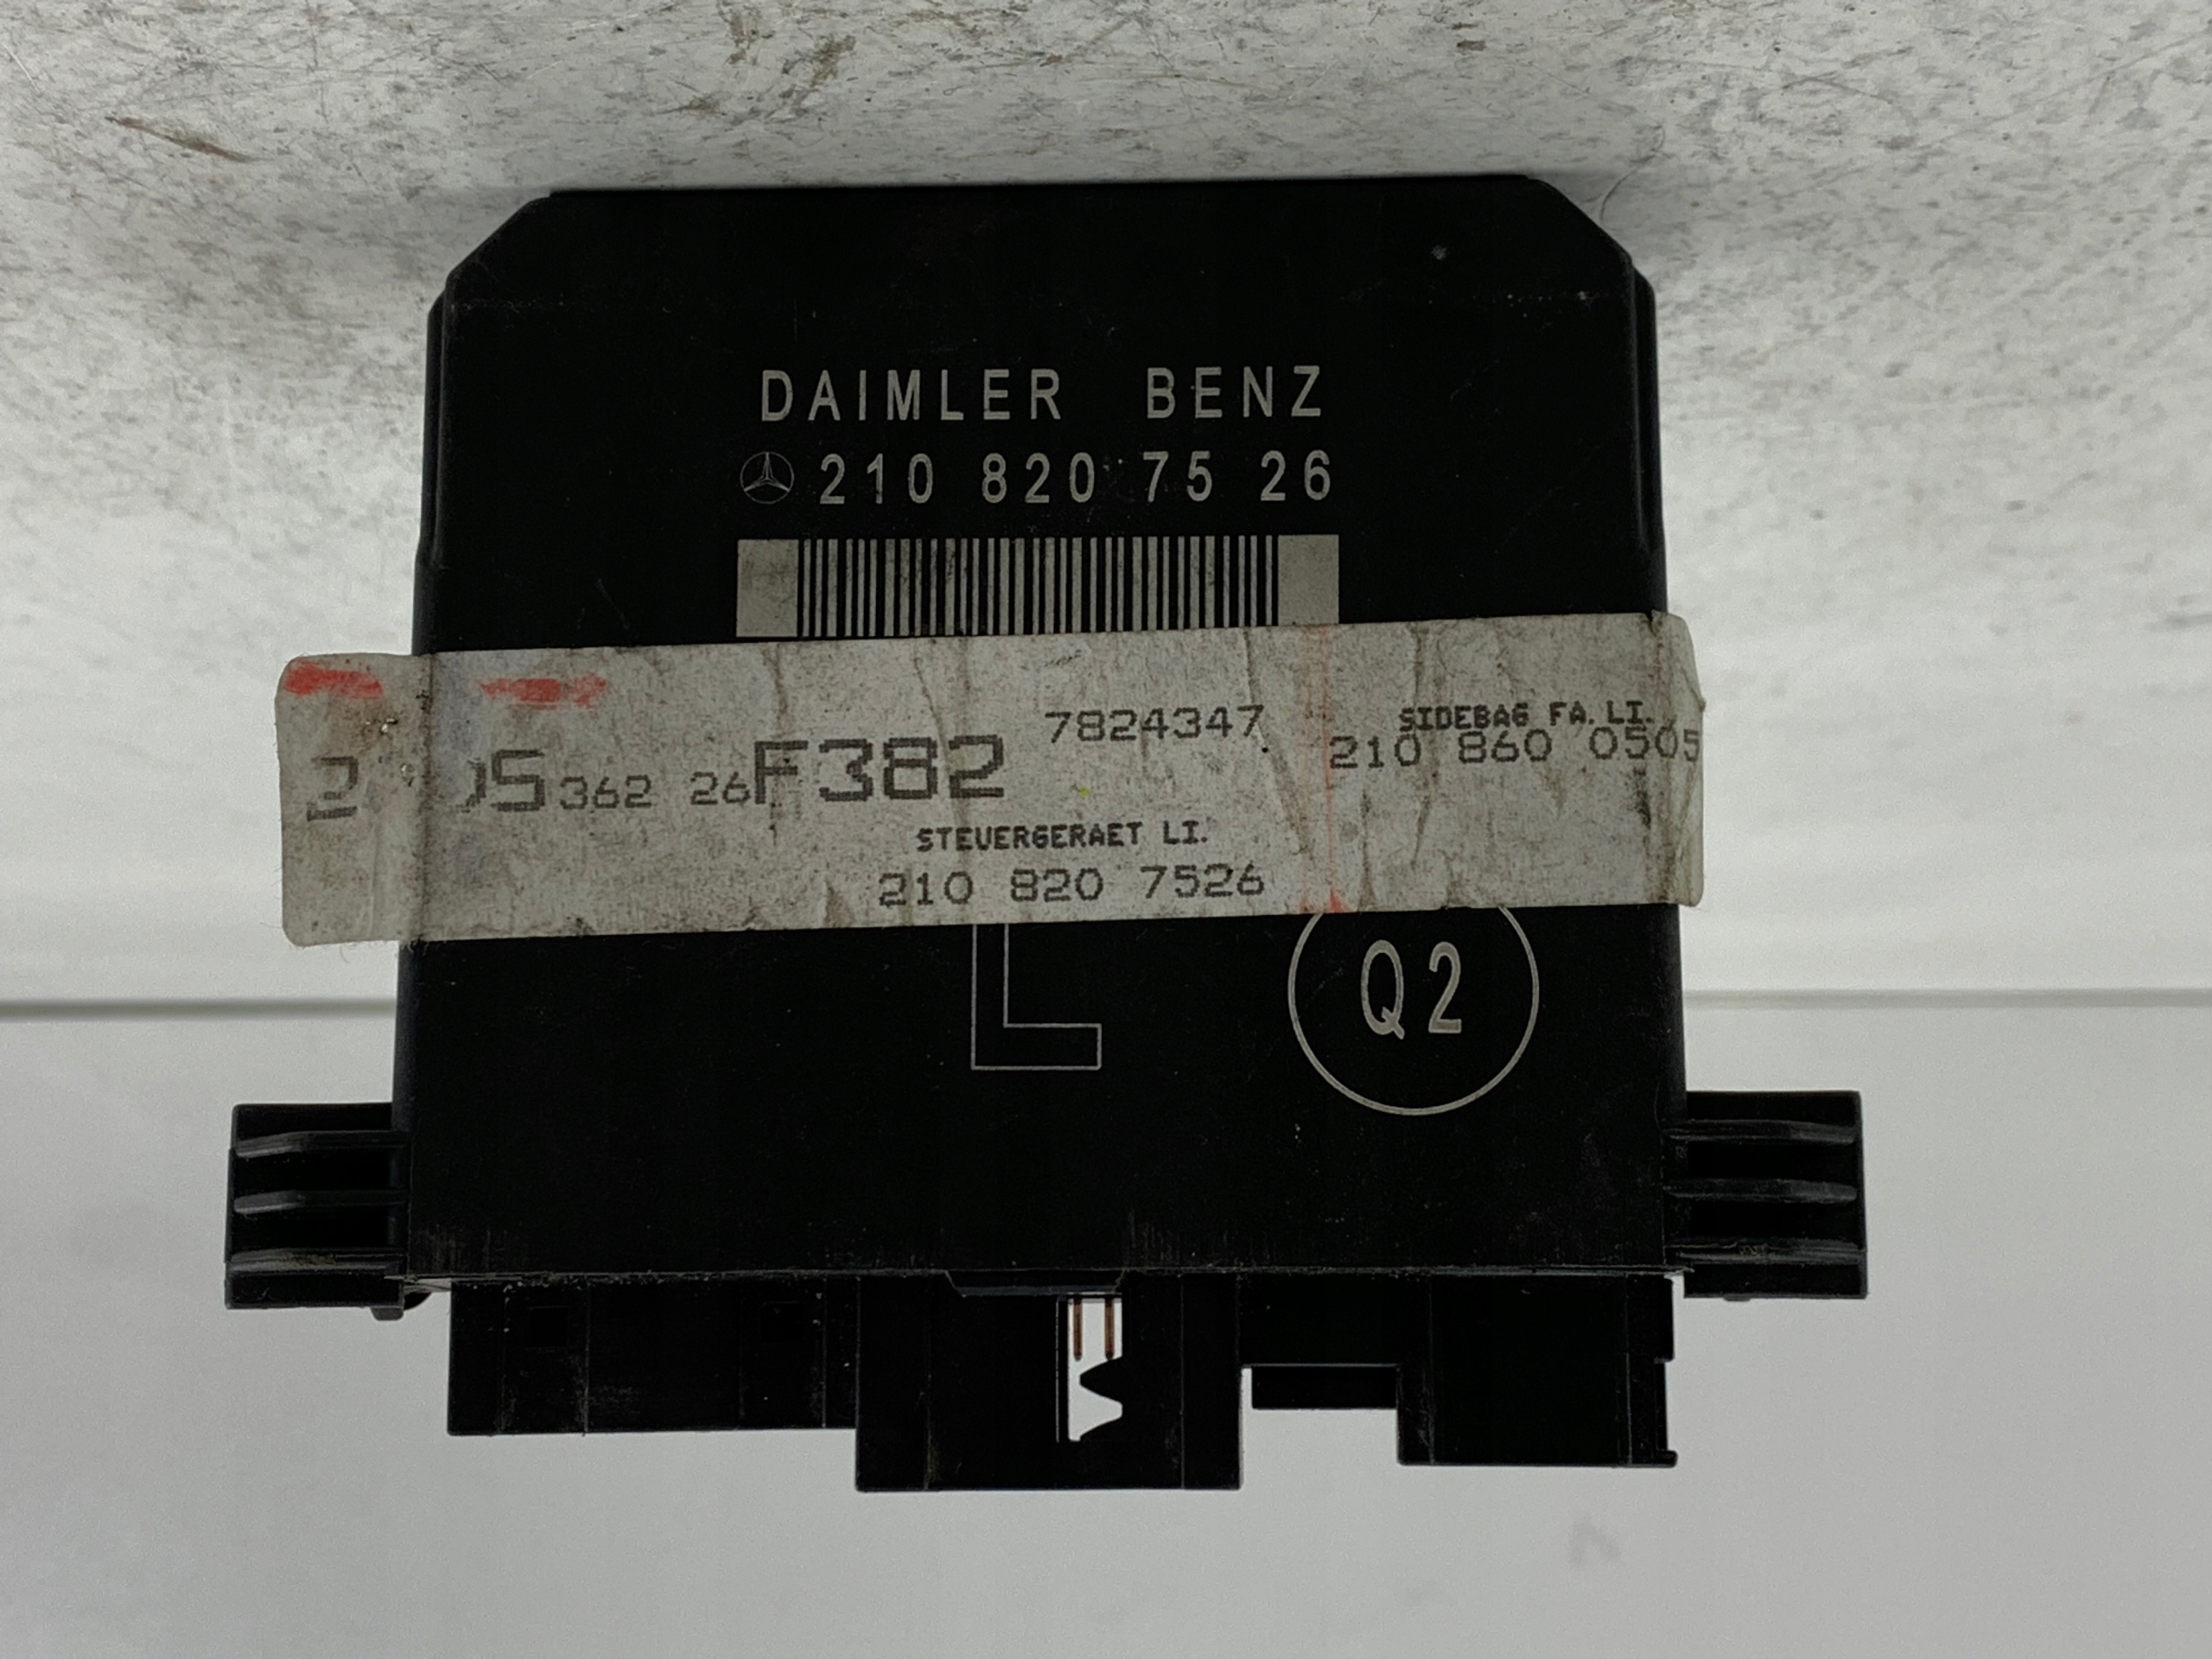 DAIMLER BENZ
210 820 75 26
7824347
SIDEBAG FA. LI.
210 860 0505
362 26 F382
STEUERGERAET LI.
210 820 7526
L
Q2